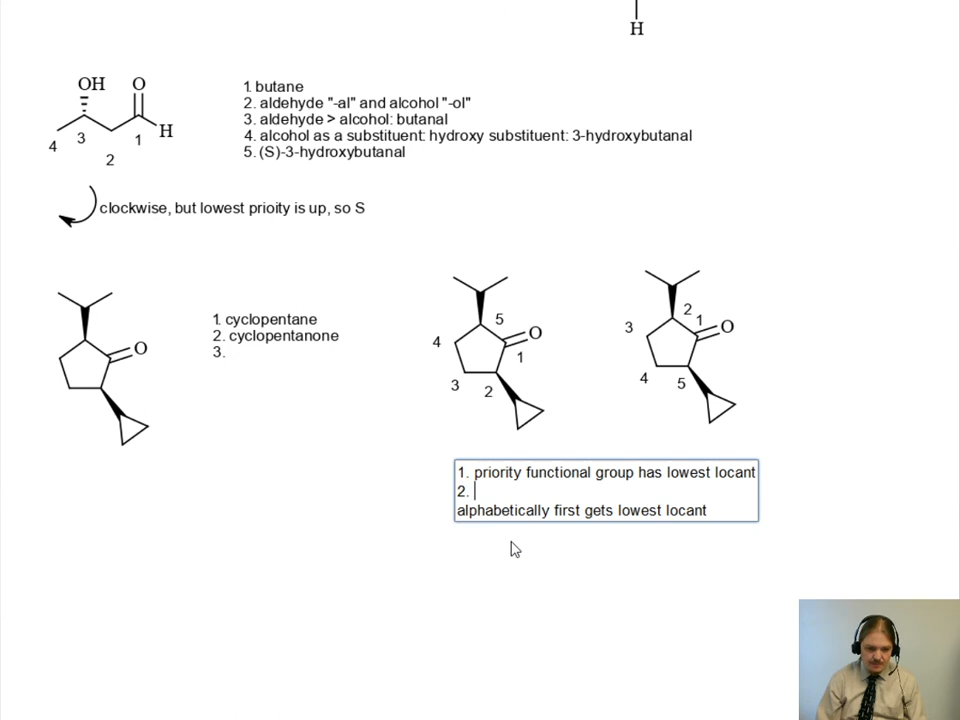 H
OH O
H
4 3 2 1
1. butane
2. aldehyde "-al" and alcohol "-ol"
3. aldehyde > alcohol: butanal
4. alcohol as a substituent: hydroxy substituent: 3-hydroxybutanal
5. (S)-3-hydroxybutanal
clockwise, but lowest prioity is up, so S
O
1. cyclopentane
2. cyclopentanone
3.
5
O
4
1
3
2
2
1
O
3
4
5
1. priority functional group has lowest locant
2.
alphabetically first gets lowest locant